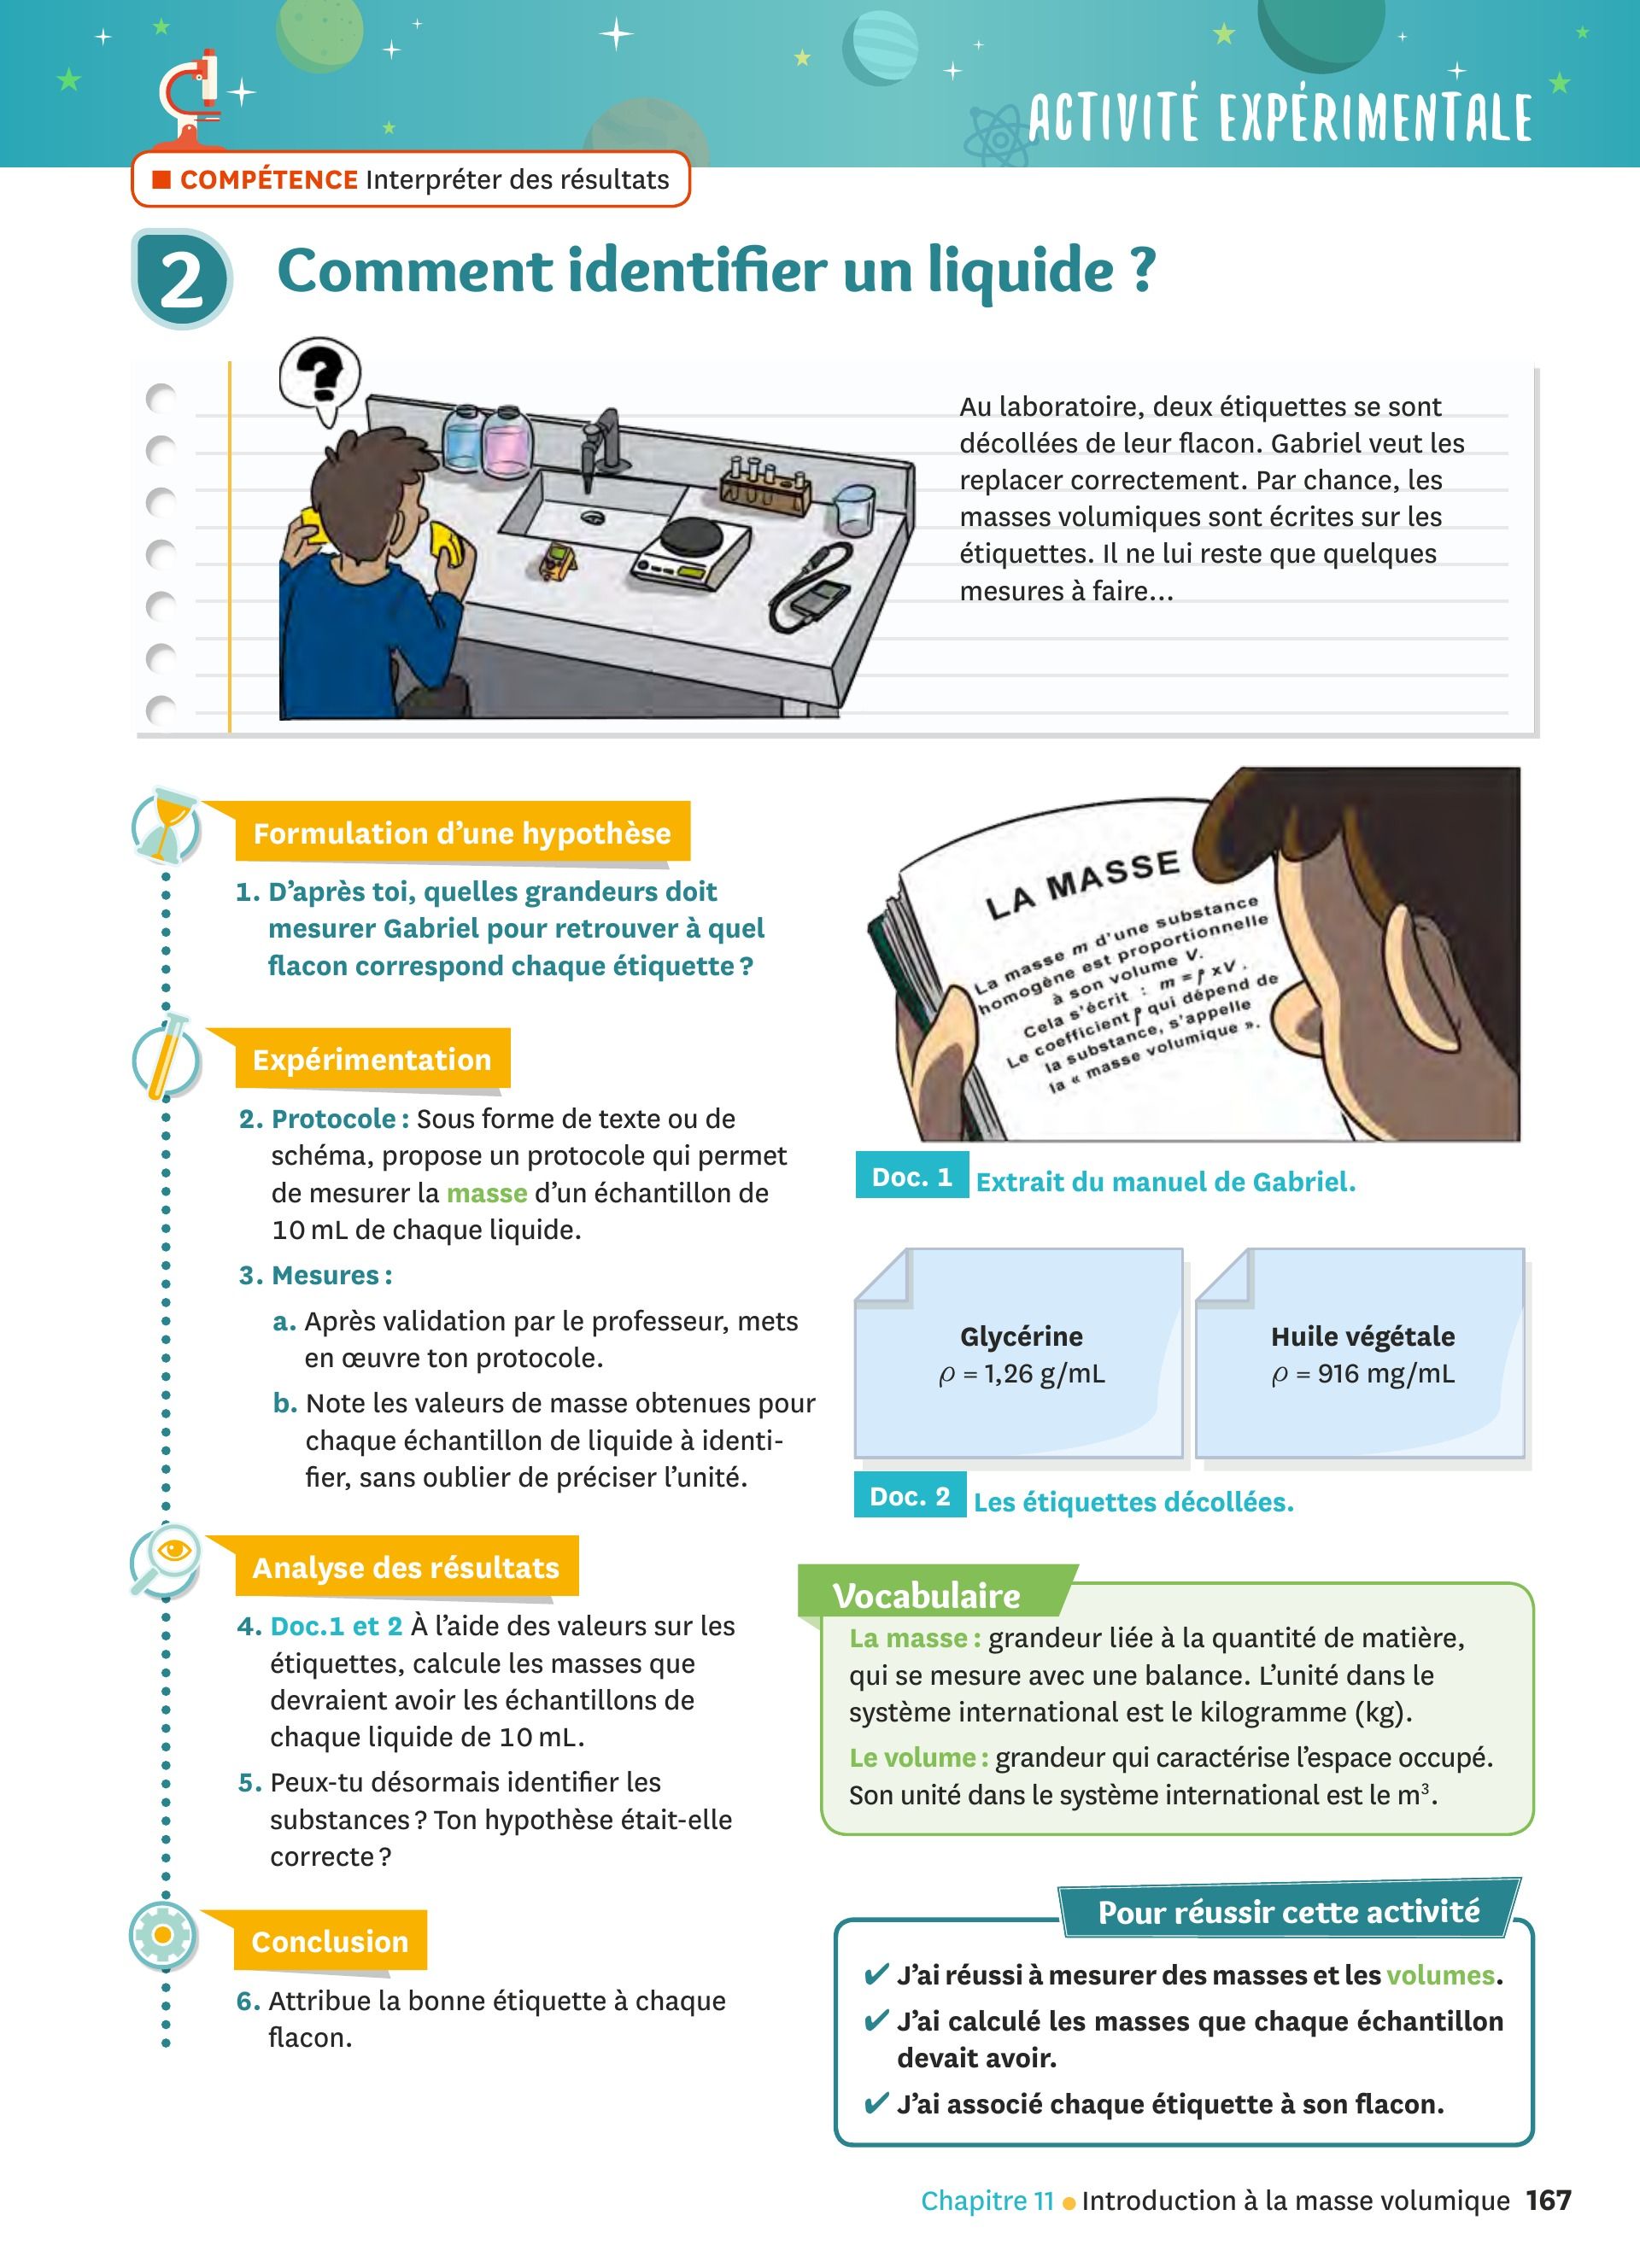 ACTIVITÉ EXPÉRIMENTALE
COMPÉTENCE Interpréter des résultats
2 Comment identifier un liquide ?
?
Au laboratoire, deux étiquettes se sont
décollées de leur flacon. Gabriel veut les
replacer correctement. Par chance, les
masses volumiques sont écrites sur les
étiquettes. Il ne lui reste que quelques
mesures à faire…
Formulation d’une hypothèse
1. D’après toi, quelles grandeurs doit
mesurer Gabriel pour retrouver à quel
flacon correspond chaque étiquette ?
Expérimentation
2. Protocole : Sous forme de texte ou de
schéma, propose un protocole qui permet
de mesurer la masse d’un échantillon de
10 mL de chaque liquide.
3. Mesures :
a. Après validation par le professeur, mets
en œuvre ton protocole.
b. Note les valeurs de masse obtenues pour
chaque échantillon de liquide à identi-
fier, sans oublier de préciser l’unité.
Analyse des résultats
4. Doc.1 et 2 À l’aide des valeurs sur les
étiquettes, calcule les masses que
devraient avoir les échantillons de
chaque liquide de 10 mL.
5. Peux-tu désormais identifier les
substances ? Ton hypothèse était-elle
correcte ?
Conclusion
6. Attribue la bonne étiquette à chaque
flacon.
LA MASSE
La masse m d’une substance
homogène est proportionnelle
à son volume V.
Cela s’écrit : m = ρ x V.
Le coefficient ρ qui dépend de
la substance, s’appelle
la « masse volumique ».
Doc. 1 Extrait du manuel de Gabriel.
Glycérine
ρ = 1,26 g/mL
Huile végétale
ρ = 916 mg/mL
Doc. 2 Les étiquettes décollées.
Vocabulaire
La masse : grandeur liée à la quantité de matière,
qui se mesure avec une balance. L’unité dans le
système international est le kilogramme (kg).
Le volume : grandeur qui caractérise l’espace occupé.
Son unité dans le système international est le m³.
Pour réussir cette activité
✔ J’ai réussi à mesurer des masses et les volumes.
✔ J’ai calculé les masses que chaque échantillon
devait avoir.
✔ J’ai associé chaque étiquette à son flacon.
Chapitre 11 ● Introduction à la masse volumique 167